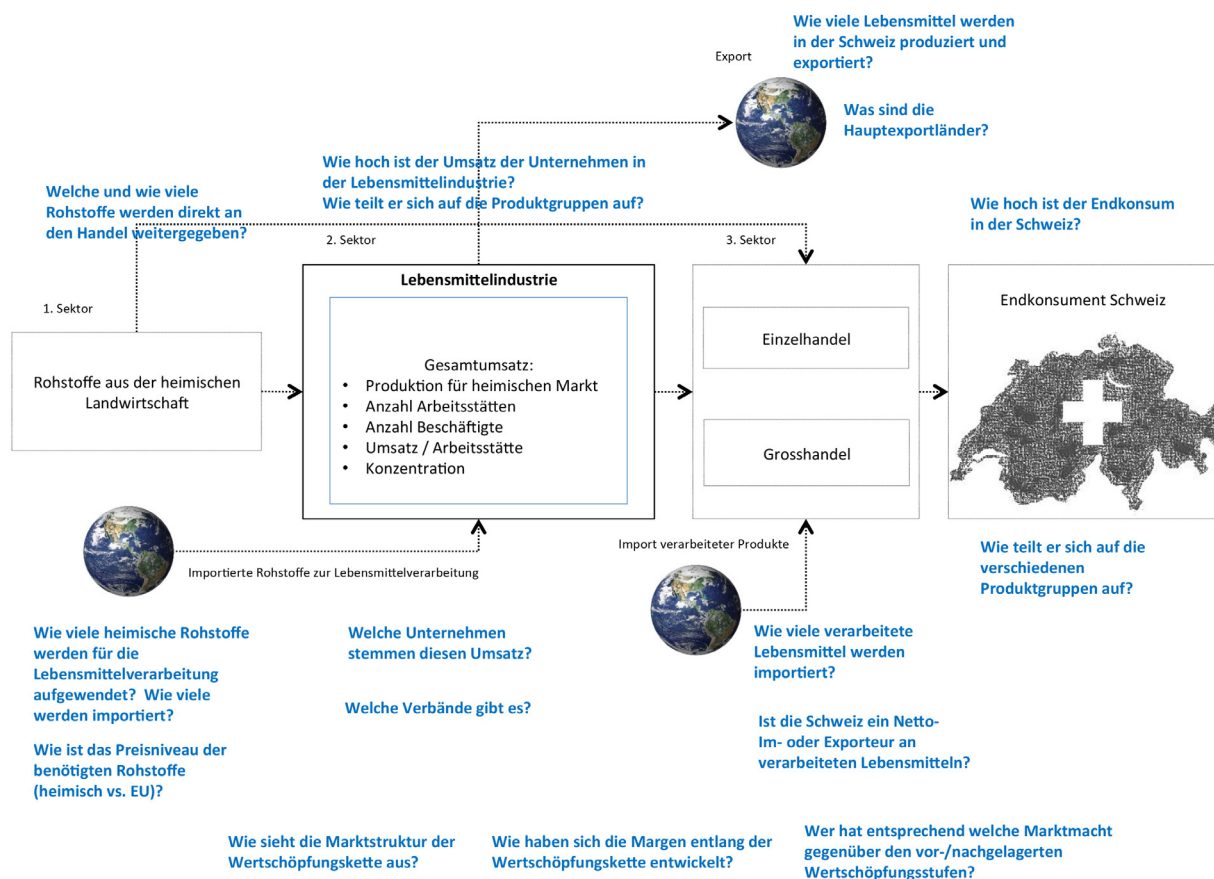 Wie viele Lebensmittel werden
in der Schweiz produziert und
exportiert?
Export
Was sind die
Hauptexportländer?
Wie hoch ist der Umsatz der Unternehmen in
der Lebensmittelindustrie?
Wie teilt er sich auf die Produktgruppen auf?
Welche und wie viele
Rohstoffe werden direkt an
den Handel weitergegeben?
Wie hoch ist der Endkonsum
in der Schweiz?
2. Sektor
3. Sektor
1. Sektor
Rohstoffe aus der heimischen
Landwirtschaft
Lebensmittelindustrie
Gesamtumsatz:
• Produktion für heimischen Markt
• Anzahl Arbeitsstätten
• Anzahl Beschäftigte
• Umsatz / Arbeitsstätte
• Konzentration
Einzelhandel
Grosshandel
Endkonsument Schweiz
Importierte Rohstoffe zur Lebensmittelverarbeitung
Import verarbeiteter Produkte
Wie teilt er sich auf die
verschiedenen
Produktgruppen auf?
Wie viele heimische Rohstoffe
werden für die
Lebensmittelverarbeitung
aufgewendet? Wie viele
werden importiert?
Wie ist das Preisniveau der
benötigten Rohstoffe
(heimisch vs. EU)?
Welche Unternehmen
stemmen diesen Umsatz?
Welche Verbände gibt es?
Wie viele verarbeitete
Lebensmittel werden
importiert?
Ist die Schweiz ein Netto-
Im- oder Exporteur an
verarbeiteten Lebensmitteln?
Wie sieht die Marktstruktur der
Wertschöpfungskette aus?
Wie haben sich die Margen entlang der
Wertschöpfungskette entwickelt?
Wer hat entsprechend welche Marktmacht
gegenüber den vor-/nachgelagerten
Wertschöpfungsstufen?